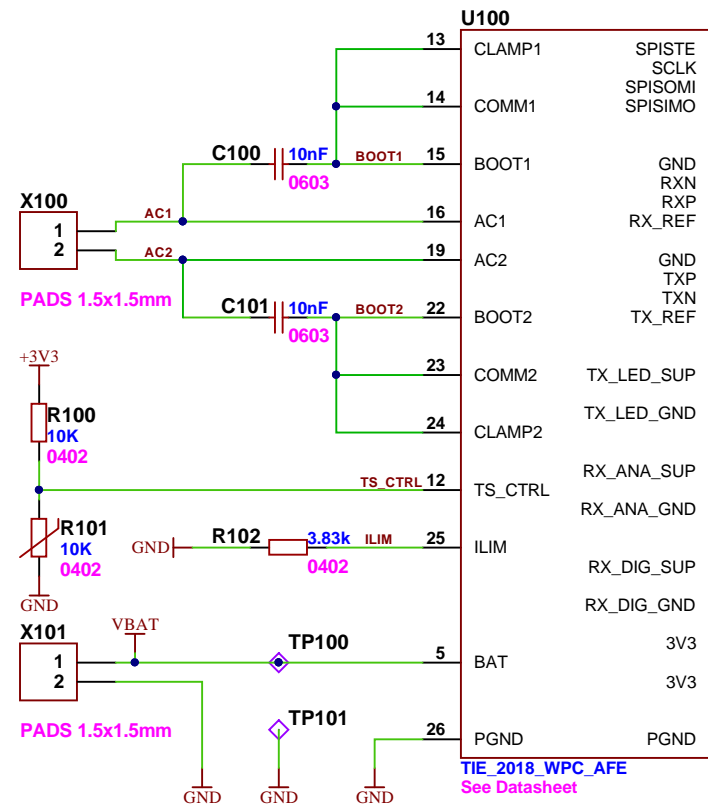 U100
13 CLAMP1 SPISTE
SCLK
SPISOMI
14 COMM1 SPISIMO
C100 10nF BOOT1 15 BOOT1 GND
0603
RXN
RXP
X100
1 AC1 16 AC1 RX_REF
2 AC2 19 AC2 GND
TXP
PADS 1.5x1.5mm
TXN
C101 10nF BOOT2 22 BOOT2 TX_REF
0603
+3V3
23 COMM2 TX_LED_SUP
R100
10K
0402
24 CLAMP2 TX_LED_GND
RX_ANA_SUP
TS_CTRL 12 TS_CTRL
RX_ANA_GND
R101
10K
0402
GND R102 3.83k ILIM 25 ILIM
0402
RX_DIG_SUP
GND
RX_DIG_GND
X101
VBAT
TP100
3V3
1 5 BAT
2
3V3
PADS 1.5x1.5mm
TP101
26 PGND PGND
TIE_2018_WPC_AFE
See Datasheet
GND GND GND